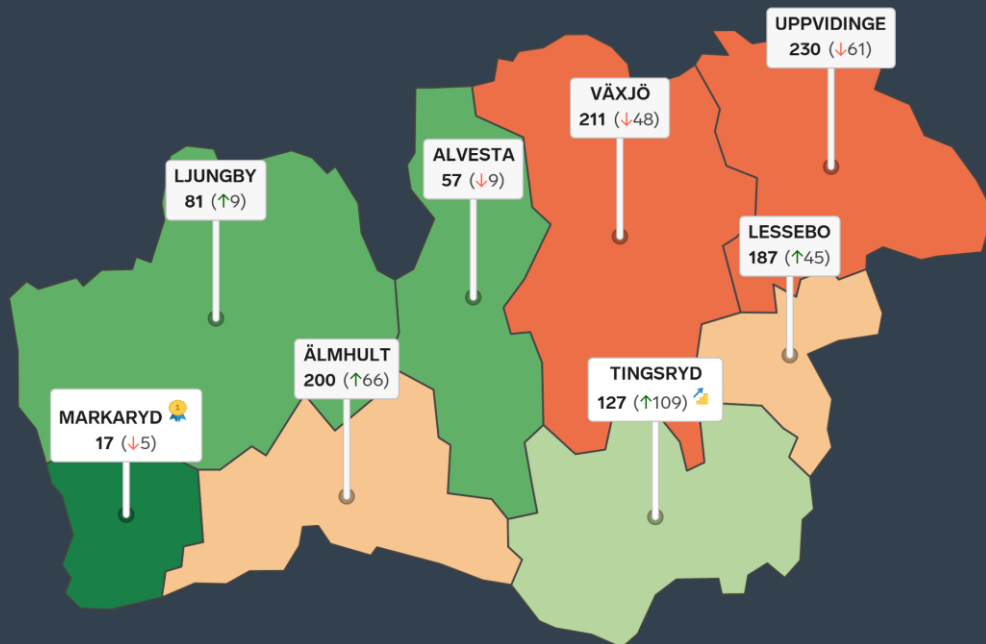 UPPVIDINGE
230 (↓61)
VÄXJÖ
211 (↓48)
ALVESTA
57 (↓9)
LJUNGBY
81 (↑9)
LESSEBO
187 (↑45)
ÄLMHULT
200 (↑66)
TINGSRYD
127 (↑109)
MARKARYD 1
17 (↓5)